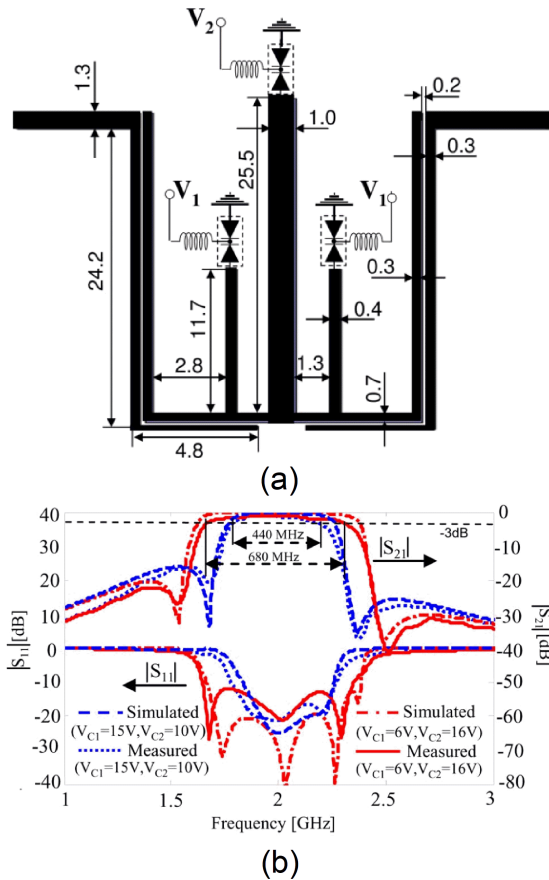 V2
1.3
0.2
1.0
0.3
V1
25.5
V1
24.2
11.7
0.3
0.4
2.8
1.3
0.7
4.8
(a)
40
30
20
10
0
-10
-20
-30
-40
|S11|[dB]
0
-10
-20
-30
-40
-50
-60
-70
-80
|S21|[dB]
-3dB
440 MHz
680 MHz
|S21|
|S11|
Simulated
(VC1=15V,VC2=10V)
Measured
(VC1=15V,VC2=10V)
Simulated
(VC1=6V,VC2=16V)
Measured
(VC1=6V,VC2=16V)
1 1.5 2 2.5 3
Frequency [GHz]
(b)